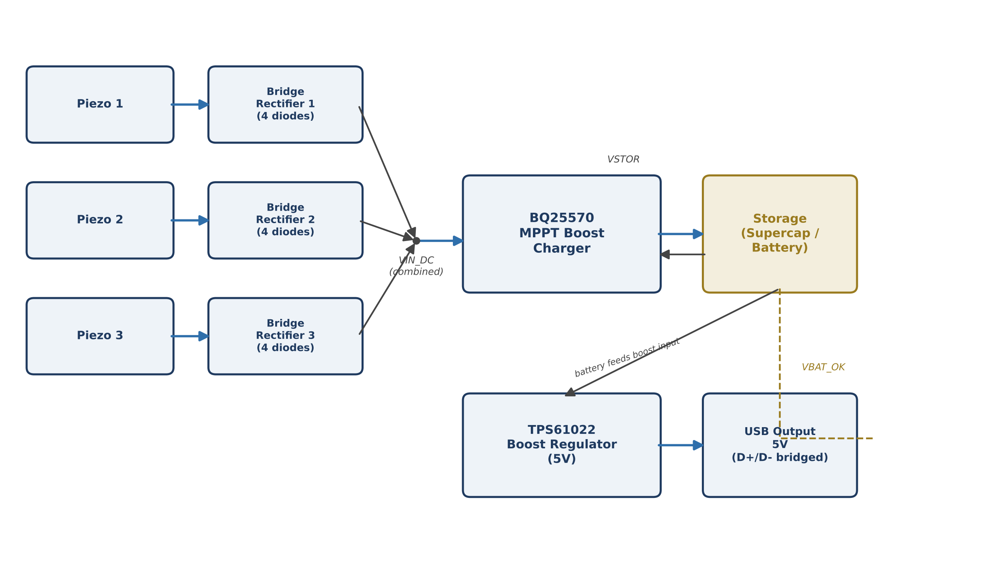 Piezo 1
Bridge
Rectifier 1
(4 diodes)
Piezo 2
Bridge
Rectifier 2
(4 diodes)
Piezo 3
Bridge
Rectifier 3
(4 diodes)
VIN_DC
(combined)
VSTOR
BQ25570
MPPT Boost
Charger
Storage
(Supercap /
Battery)
battery feeds boost input
VBAT_OK
TPS61022
Boost Regulator
(5V)
USB Output
5V
(D+/D- bridged)